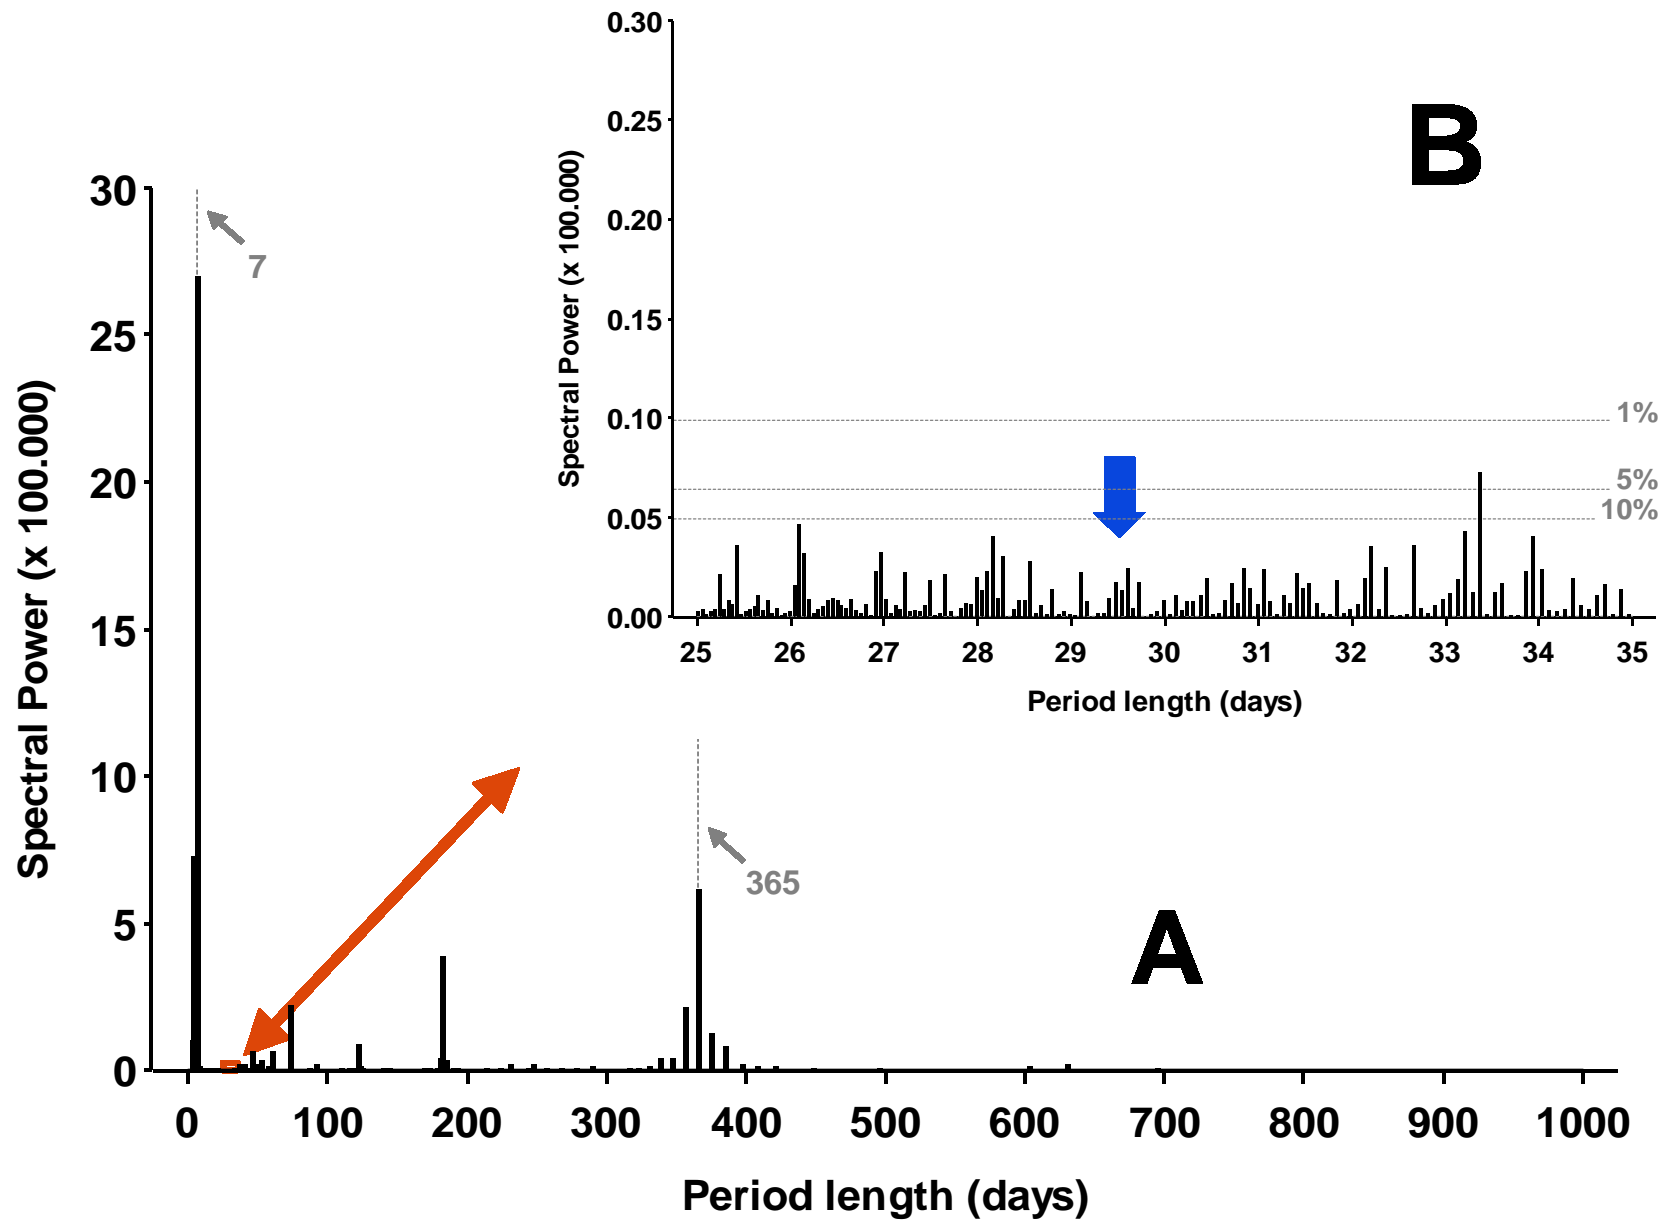 0.30
0.25
0.20
0.15
0.10
0.05
0.00
Spectral Power (x 100.000)
B
1%
5%
10%
25 26 27 28 29 30 31 32 33 34 35
Period length (days)
30
25
20
15
10
5
0
Spectral Power (x 100.000)
7
365
A
0 100 200 300 400 500 600 700 800 900 1000
Period length (days)